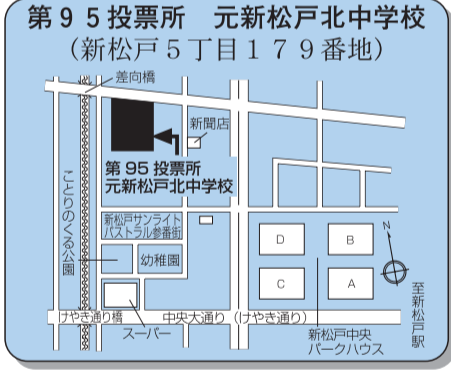 第９５投票所　元新松戸北中学校
（新松戸５丁目１７９番地）
差向橋
新聞店
第 95 投票所
元新松戸北中学校
ことりのくる公園
新松戸サンライト
パストラル参番街
幼稚園
D
B
C
A
N
至新松戸駅
けやき通り橋
中央大通り（けやき通り）
スーパー
新松戸中央
パークハウス